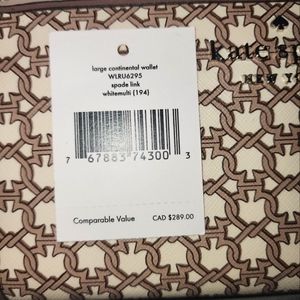 large continental wallet
WLRU6295
spade link
whitemulti (194)
kate sp
NEW Y
7 67883 74300 3
Comparable Value CAD $289.00